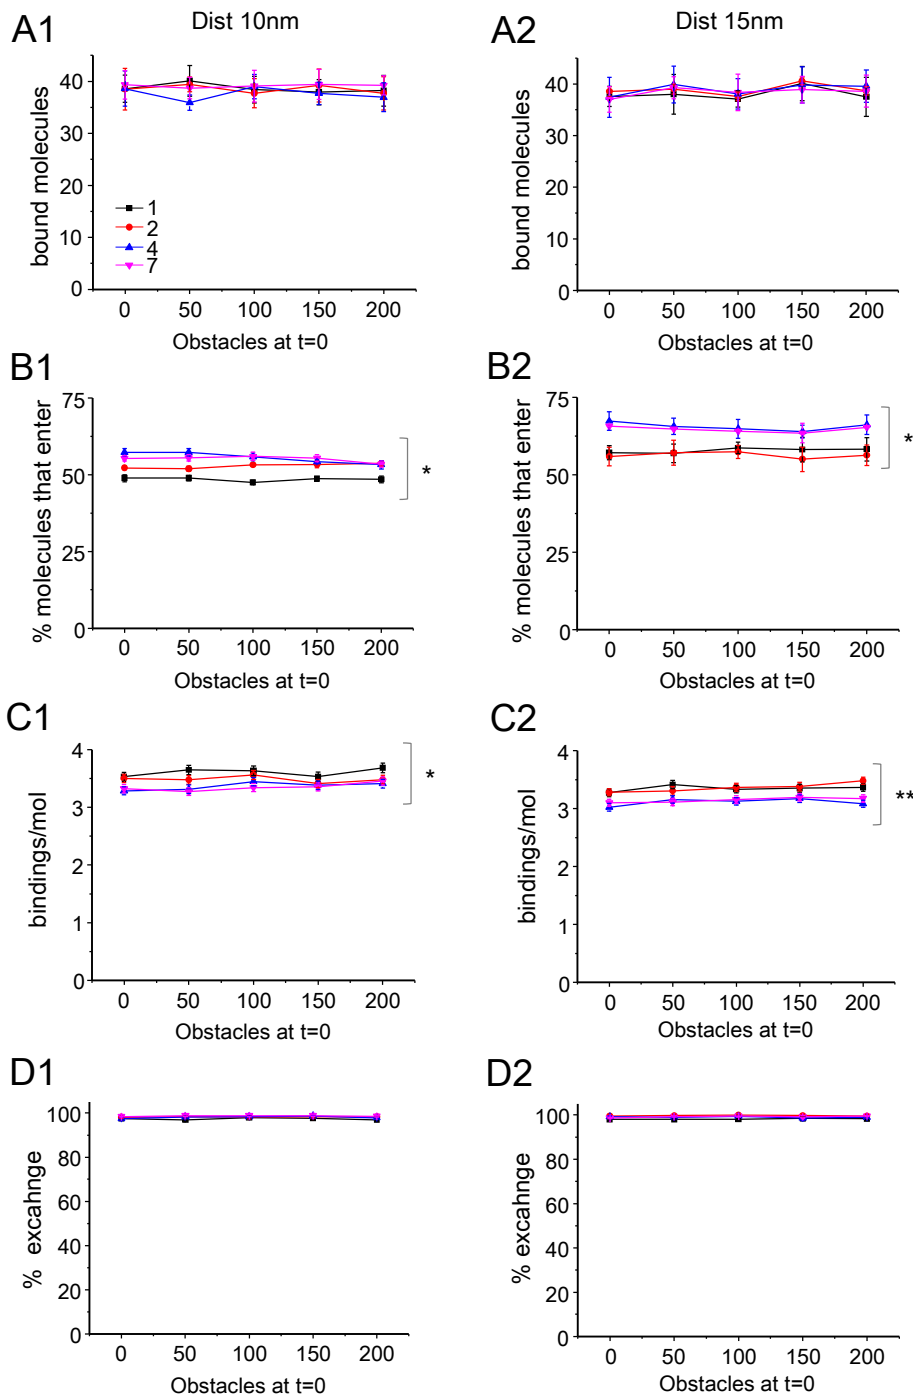 A1
Dist 10nm
bound molecules
40
30
20
10
0
1
2
4
7
0 50 100 150 200
Obstacles at t=0
A2
Dist 15nm
bound molecules
40
30
20
10
0
0 50 100 150 200
Obstacles at t=0
B1
% molecules that enter
75
50
25
0
*
0 50 100 150 200
Obstacles at t=0
B2
% molecules that enter
75
50
25
0
*
0 50 100 150 200
Obstacles at t=0
C1
bindings/mol
4
3
2
1
0
*
0 50 100 150 200
Obstacles at t=0
C2
bindings/mol
4
3
2
1
0
**
0 50 100 150 200
Obstacles at t=0
D1
% excahnge
100
80
60
40
20
0
0 50 100 150 200
Obstacles at t=0
D2
% excahnge
100
80
60
40
20
0
0 50 100 150 200
Obstacles at t=0